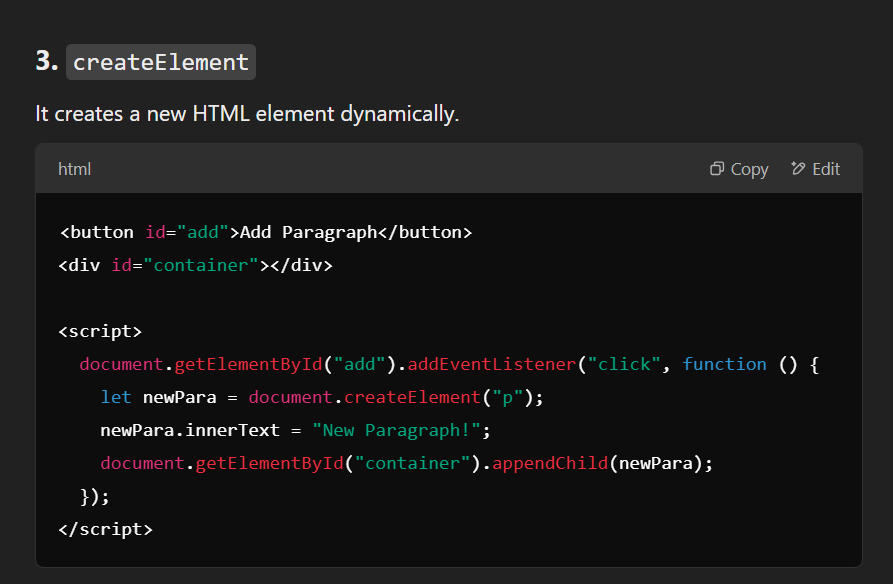 3. createElement
It creates a new HTML element dynamically.
html Copy Edit
<button id="add">Add Paragraph</button>
<div id="container"></div>
<script>
document.getElementById("add").addEventListener("click", function () {
let newPara = document.createElement("p");
newPara.innerText = "New Paragraph!";
document.getElementById("container").appendChild(newPara);
});
</script>